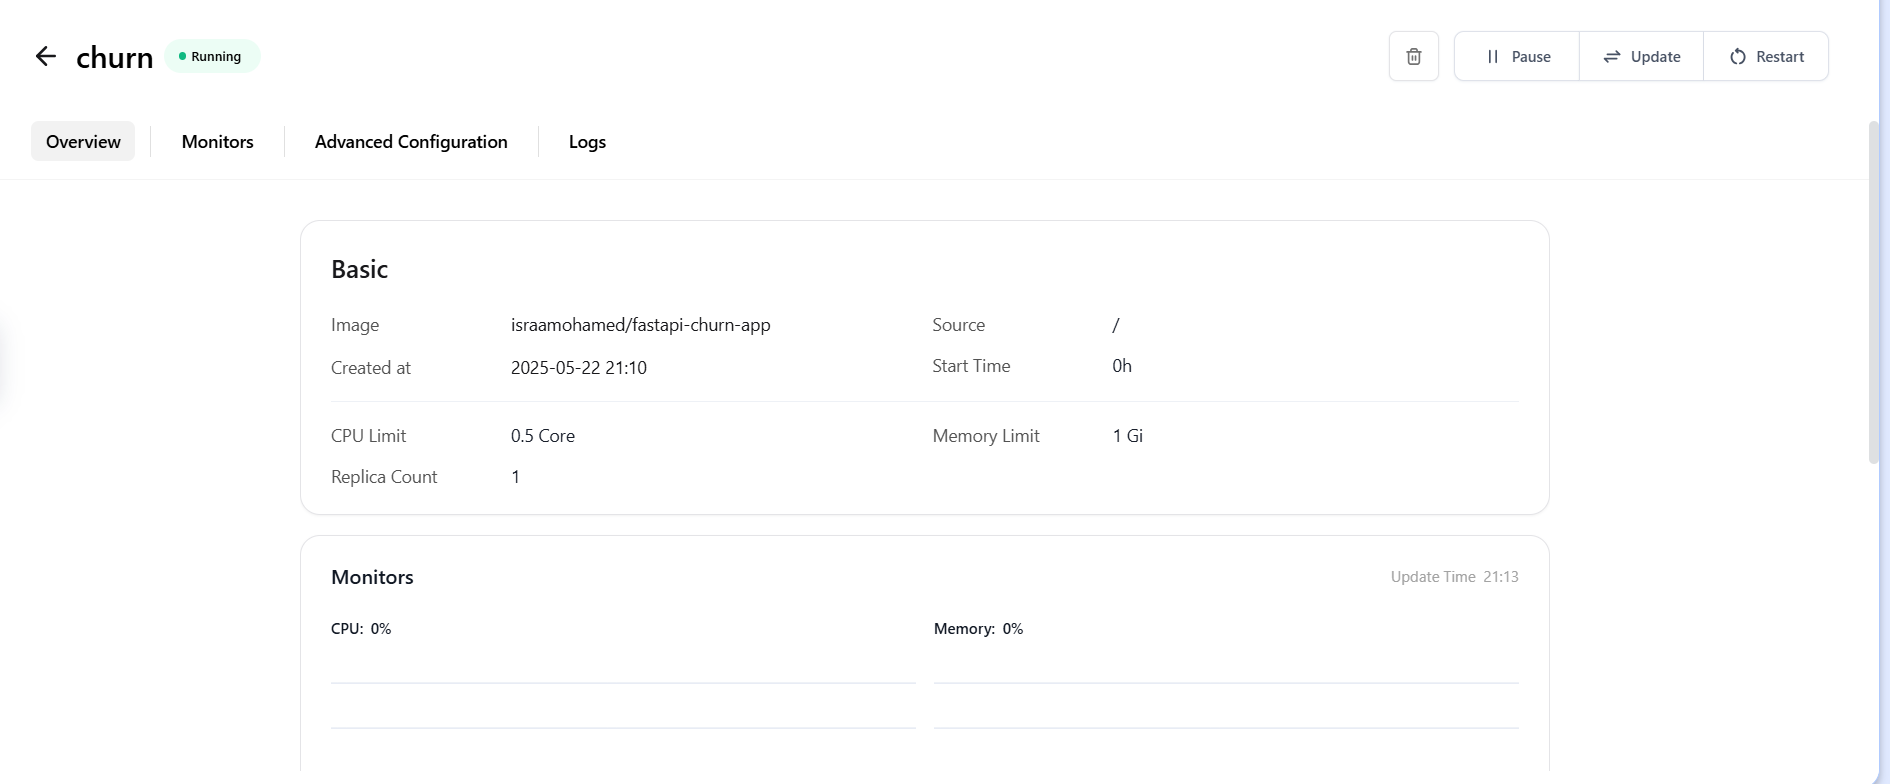 churn Running Pause Update Restart
Overview Monitors Advanced Configuration Logs
Basic
Image israamohamed/fastapi-churn-app Source /
Created at 2025-05-22 21:10 Start Time 0h
CPU Limit 0.5 Core Memory Limit 1 Gi
Replica Count 1
Monitors Update Time 21:13
CPU: 0% Memory: 0%